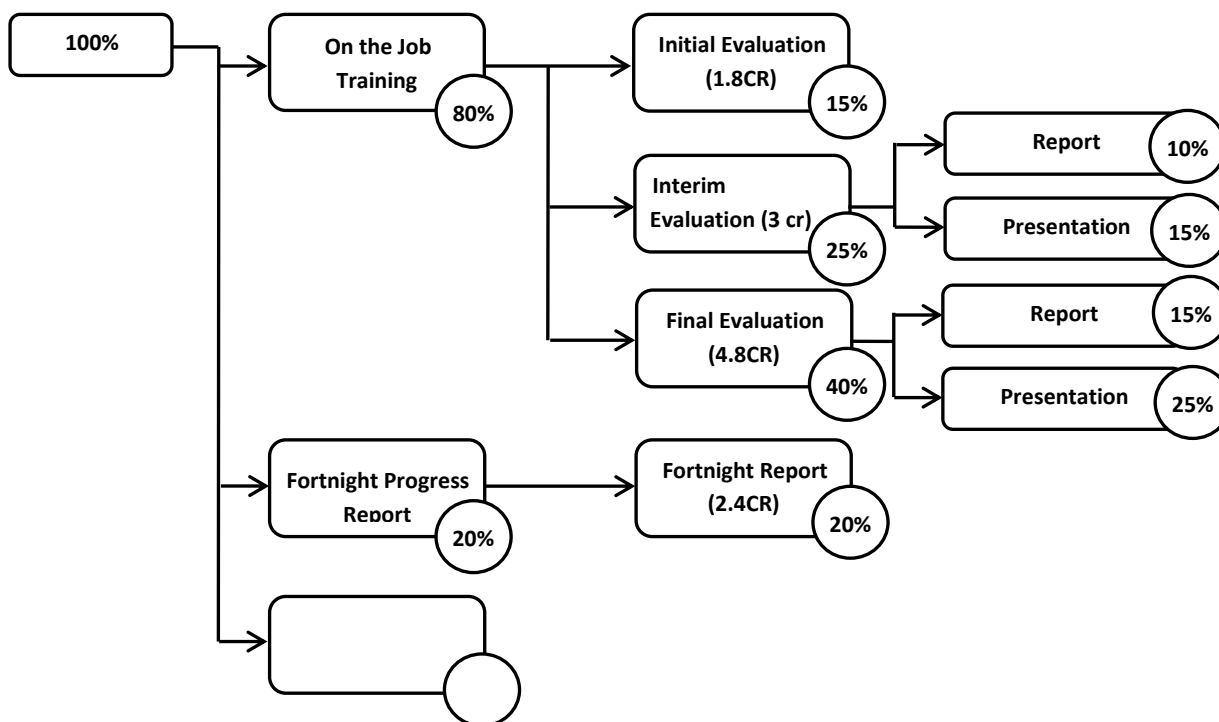 100%
On the Job
Training
80%
Initial Evaluation
(1.8CR)
15%
Interim
Evaluation (3 cr)
25%
Report
10%
Presentation
15%
Final Evaluation
(4.8CR)
40%
Report
15%
Presentation
25%
Fortnight Progress
Report
20%
Fortnight Report
(2.4CR)
20%